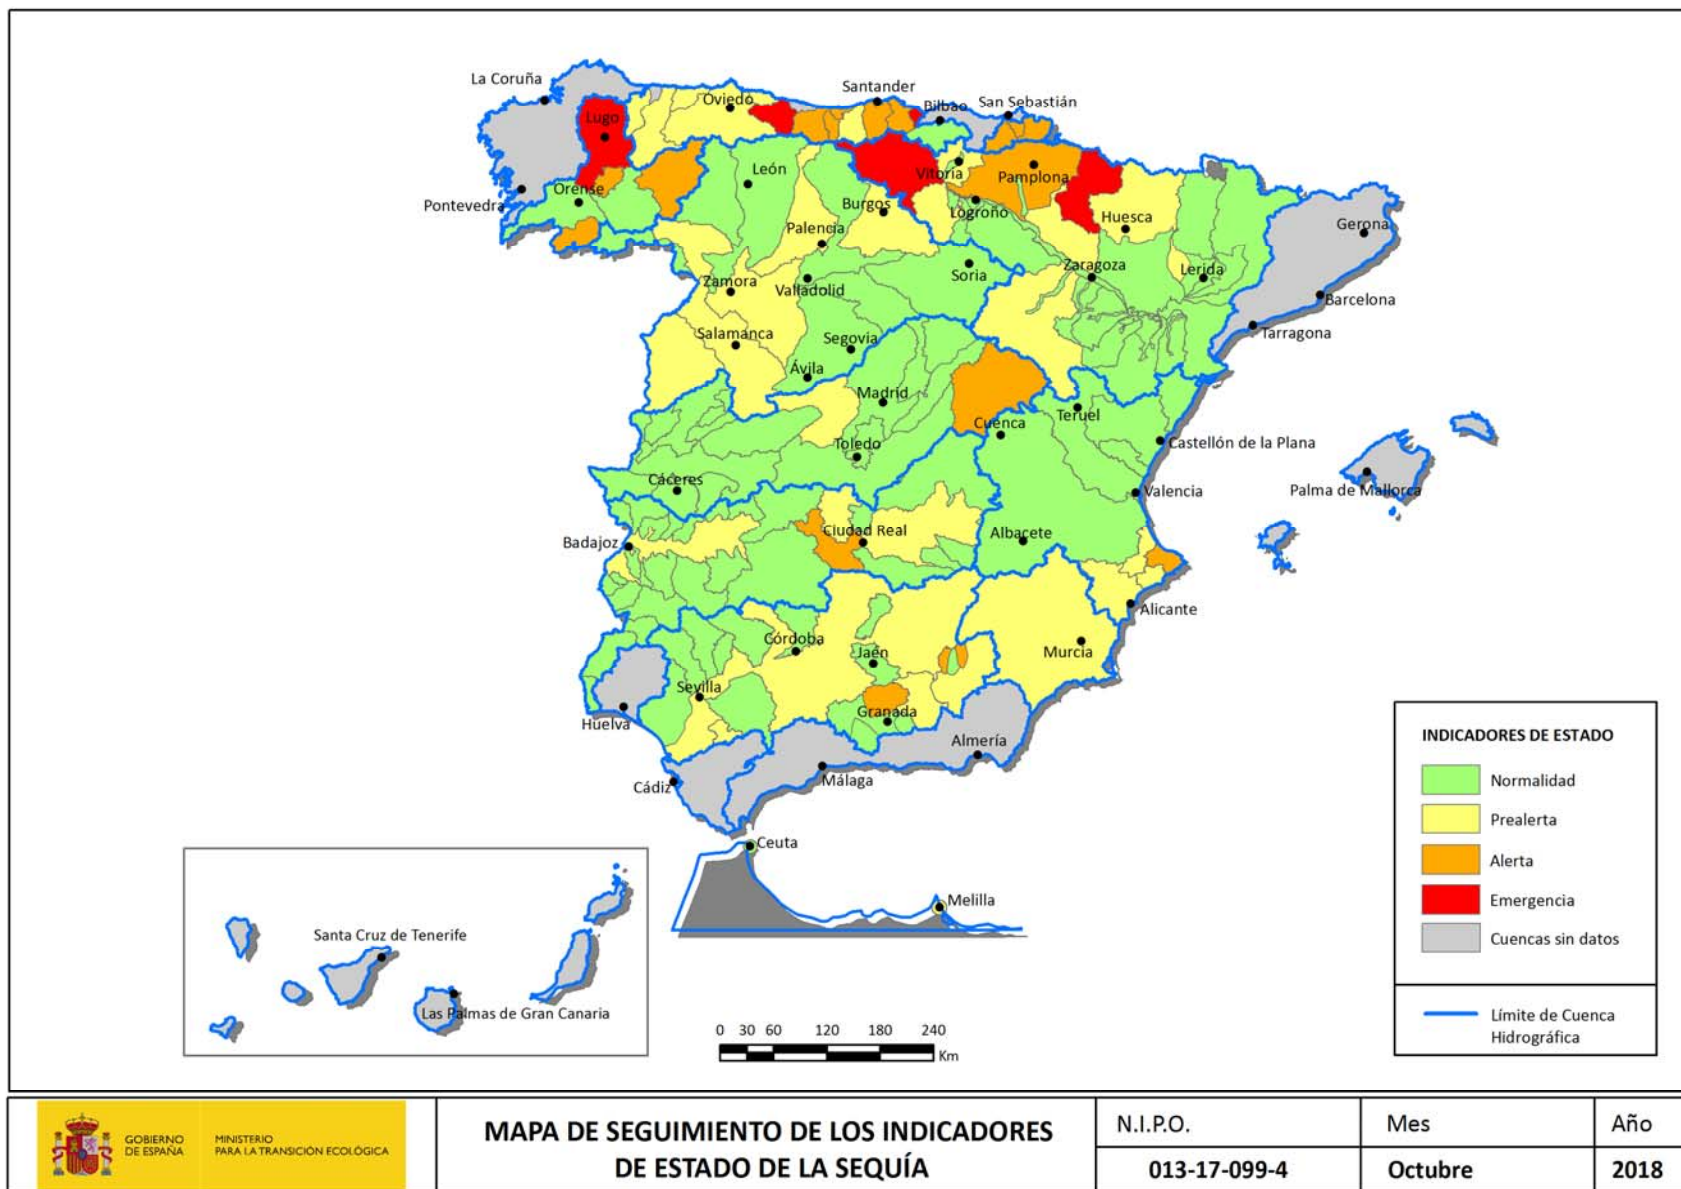 La Coruña
Lugo
Oviedo
Santander
Bilbao
San Sebastián
León
Vitoria
Pamplona
Pontevedra
Orense
Burgos
Logroño
Huesca
Gerona
Palencia
Zamora
Valladolid
Soria
Zaragoza
Lerida
Barcelona
Salamanca
Segovia
Tarragona
Ávila
Madrid
Teruel
Cuenca
Castellón de la Plana
Toledo
Cáceres
Valencia
Palma de Mallorca
Badajoz
Ciudad Real
Albacete
Alicante
Córdoba
Jaén
Murcia
Sevilla
Granada
Huelva
Almería
Cádiz
Málaga
Ceuta
Melilla
Santa Cruz de Tenerife
Las Palmas de Gran Canaria
0 30 60 120 180 240
Km
INDICADORES DE ESTADO
Normalidad
Prealerta
Alerta
Emergencia
Cuencas sin datos
Límite de Cuenca
Hidrográfica
GOBIERNO
DE ESPAÑA
MINISTERIO
PARA LA TRANSICIÓN ECOLÓGICA
MAPA DE SEGUIMIENTO DE LOS INDICADORES
DE ESTADO DE LA SEQUÍA
N.I.P.O.
013-17-099-4
Mes
Octubre
Año
2018